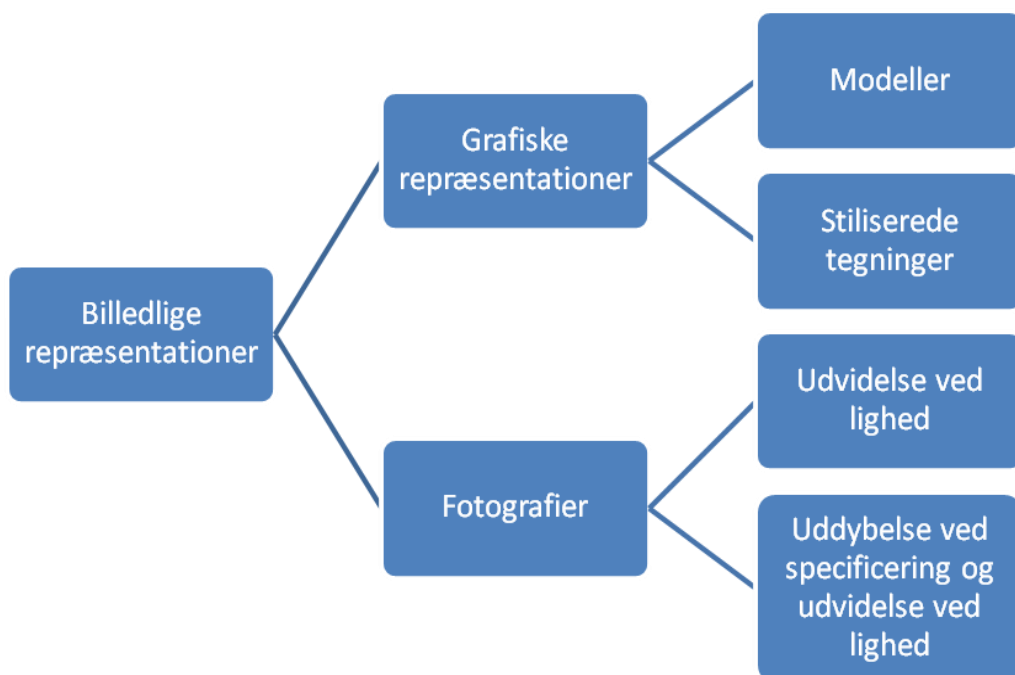 Billedlige
repræsentationer
Grafiske
repræsentationer
Modeller
Stiliserede
tegninger
Fotografier
Udvidelse ved
lighed
Uddybelse ved
specificering og
udvidelse ved
lighed